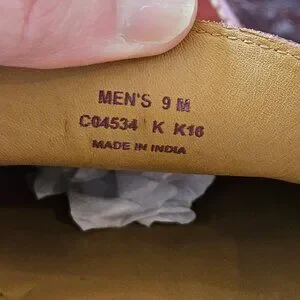 MEN'S 9 M
C04534 K K16
MADE IN INDIA